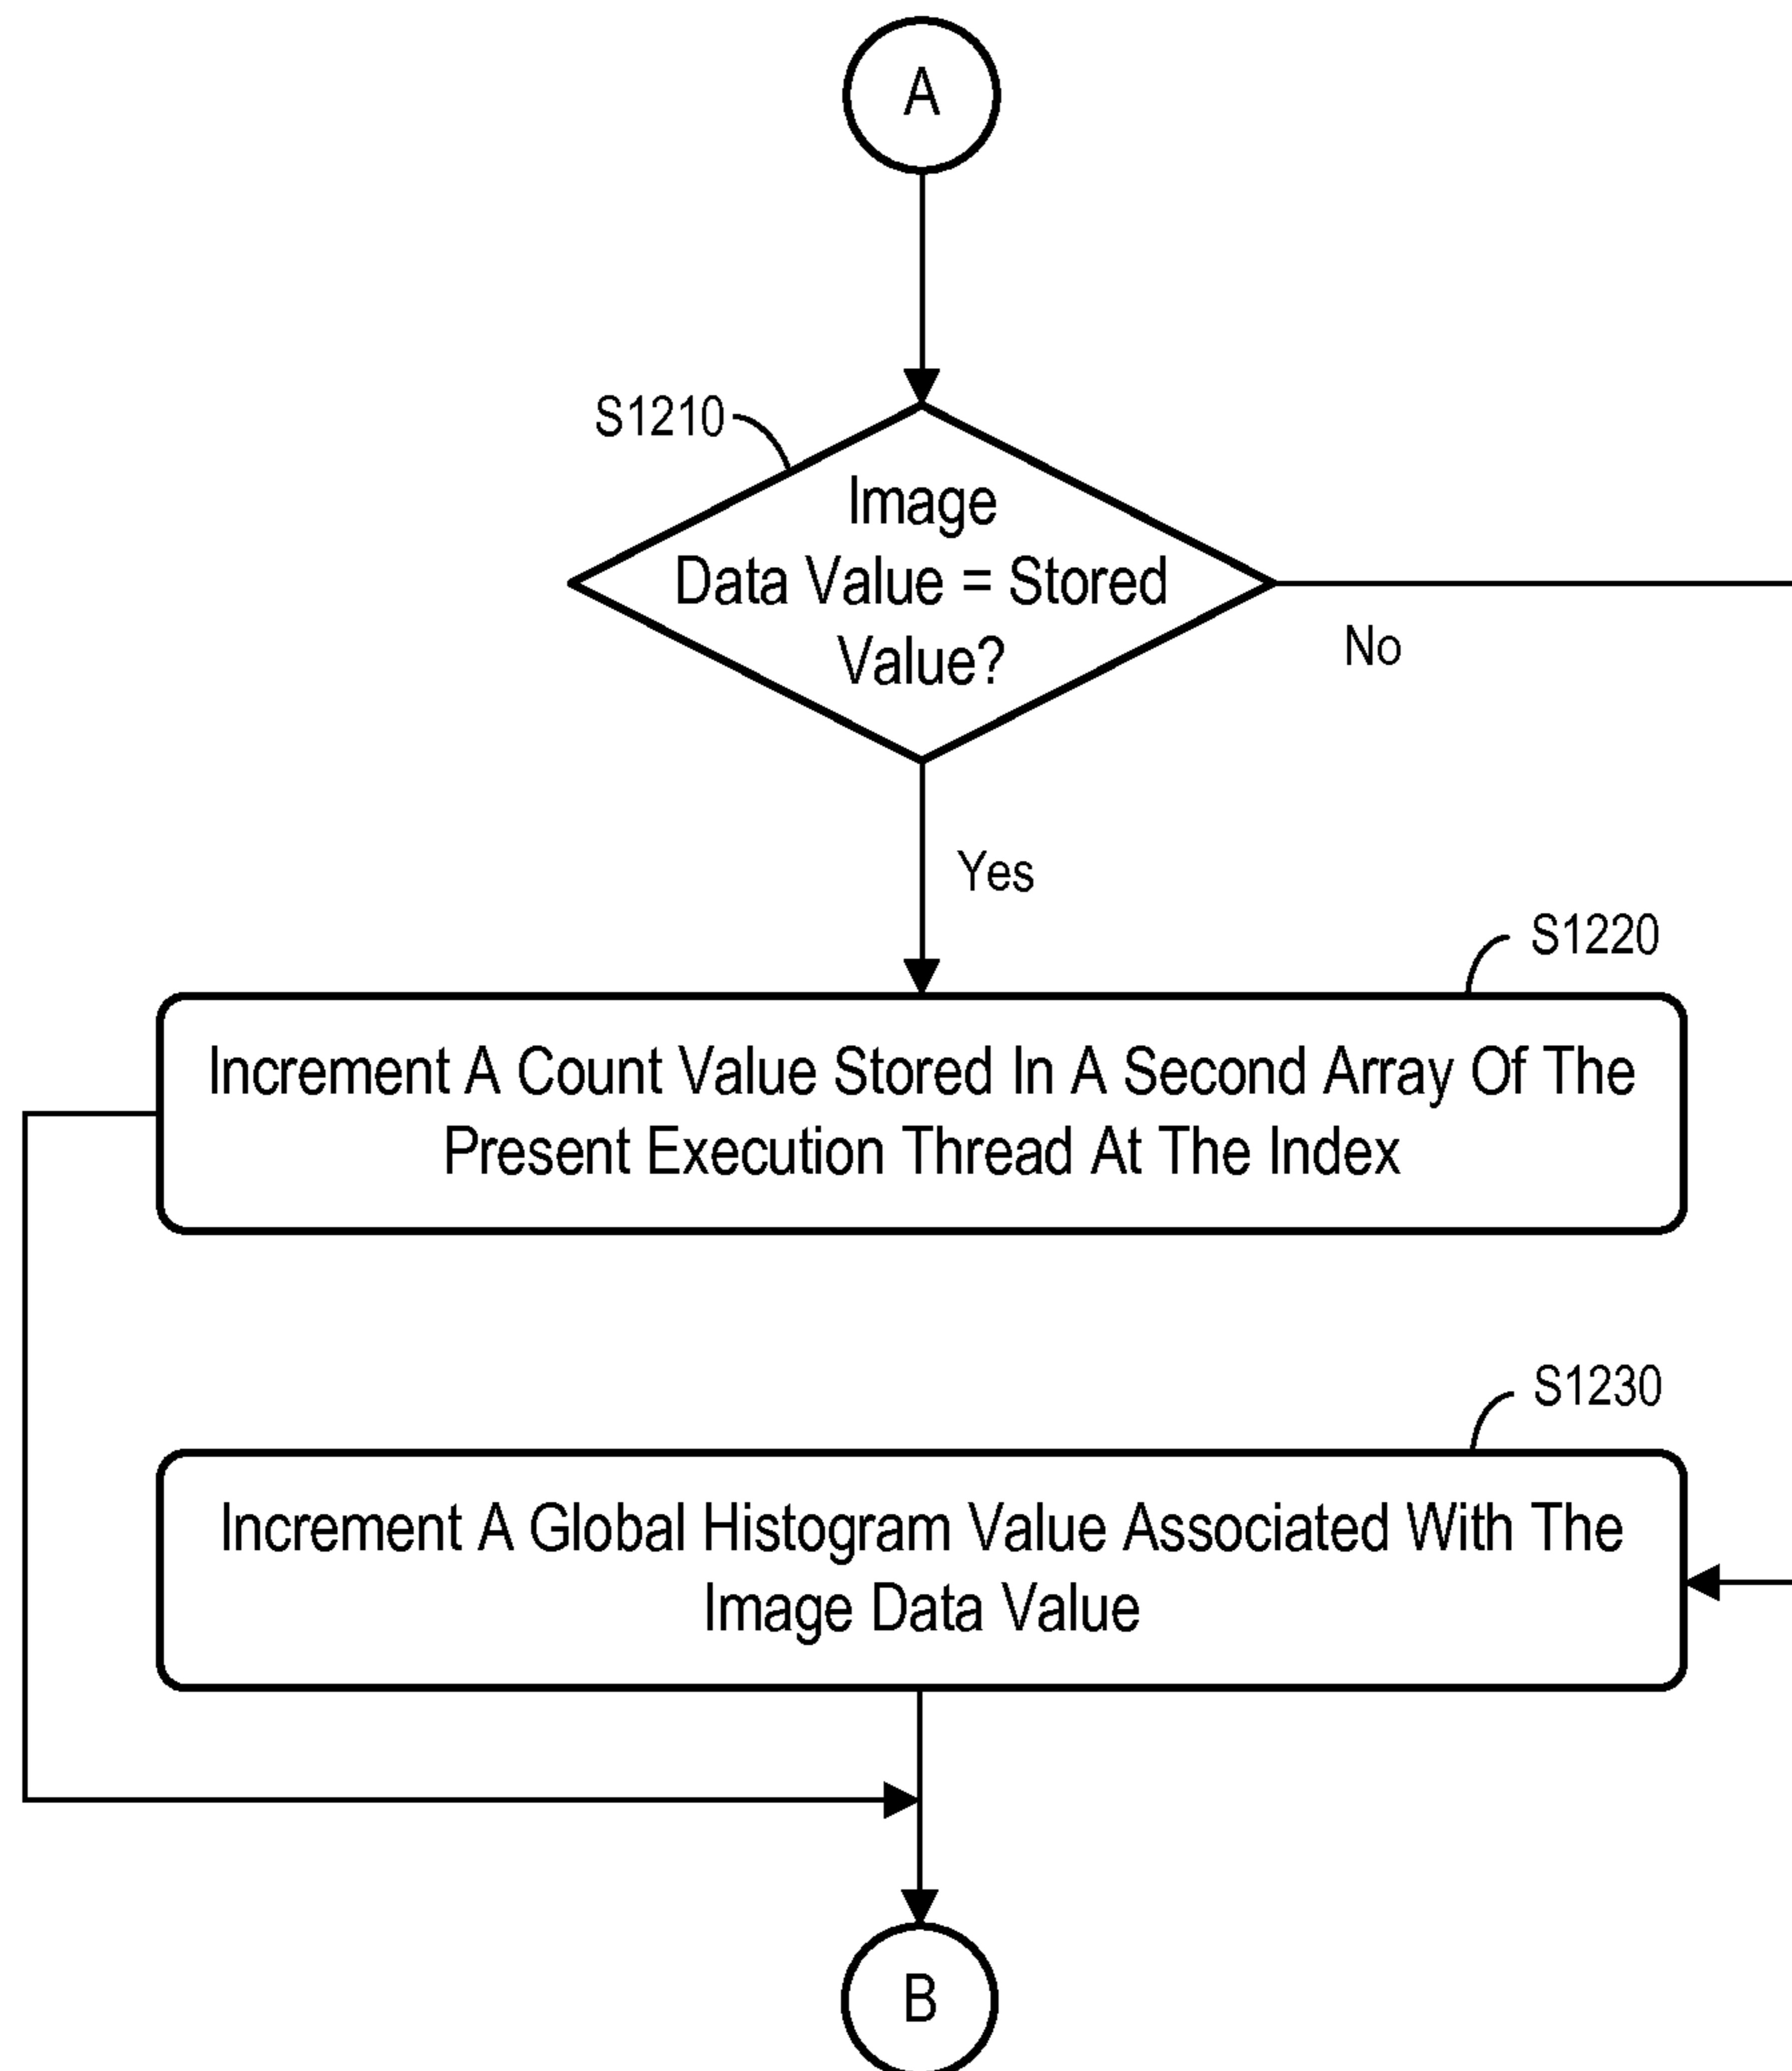 A
S1210
Image
Data Value = Stored
Value?
No
Yes
S1220
Increment A Count Value Stored In A Second Array Of The
Present Execution Thread At The Index
S1230
Increment A Global Histogram Value Associated With The
Image Data Value
B